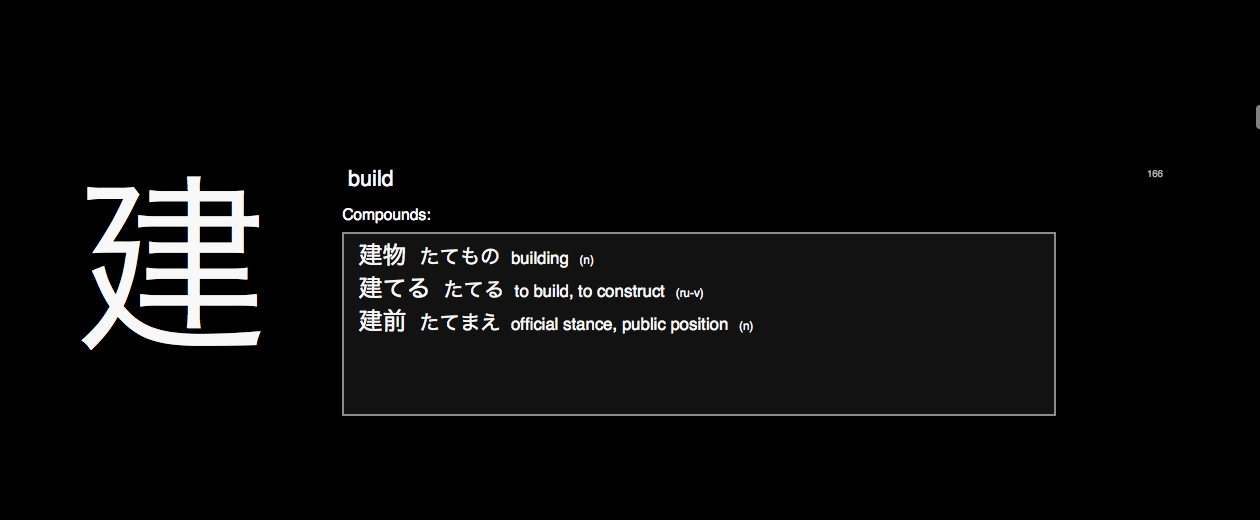 建
build
166
Compounds:
建物 たてもの building (n)
建てる たてる to build, to construct (ru-v)
建前 たてまえ official stance, public position (n)